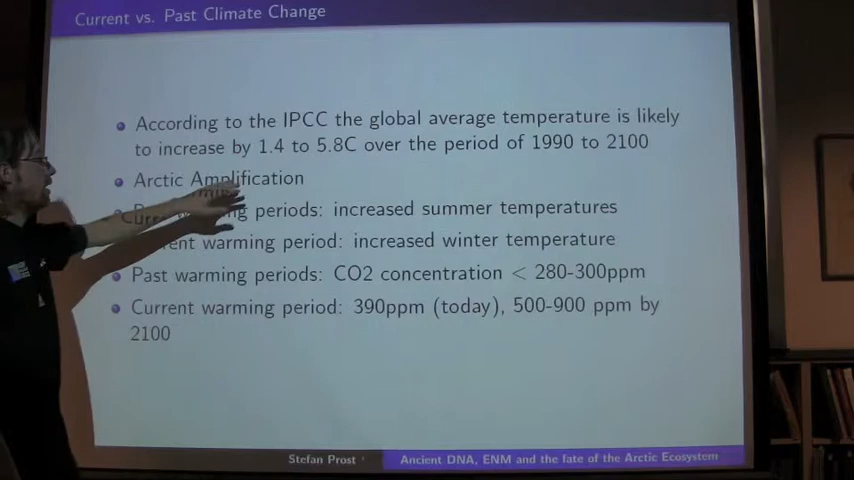 Current vs. Past Climate Change
According to the IPCC the global average temperature is likely
to increase by 1.4 to 5.8C over the period of 1990 to 2100
Arctic Amplification
periods: increased summer temperatures
warming period: increased winter temperature
Past warming periods: CO2 concentration < 280-300ppm
Current warming period: 390ppm (today), 500-900 ppm by
2100
Stefan Prost
Ancient DNA, ENM and the fate of the Arctic Ecosystem